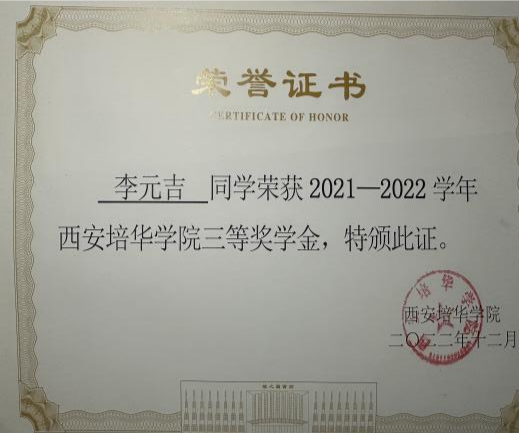 荣誉证书
CERTIFICATE OF HONOR
李元吉 同学荣获 2021—2022 学年
西安培华学院三等奖学金，特颁此证。
西安培华学院
二〇二二年十二月